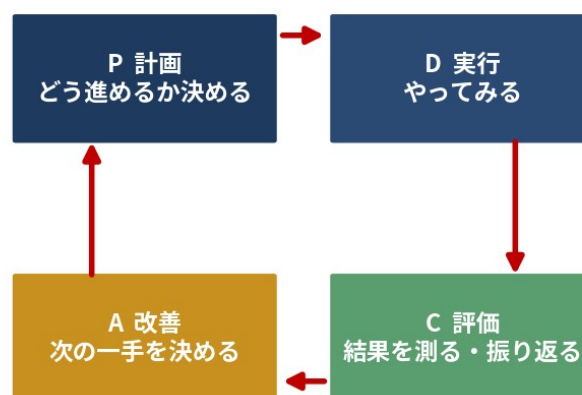 P 計画
どう進めるか決める
D 実行
やってみる
A 改善
次の一手を決める
C 評価
結果を測る・振り返る